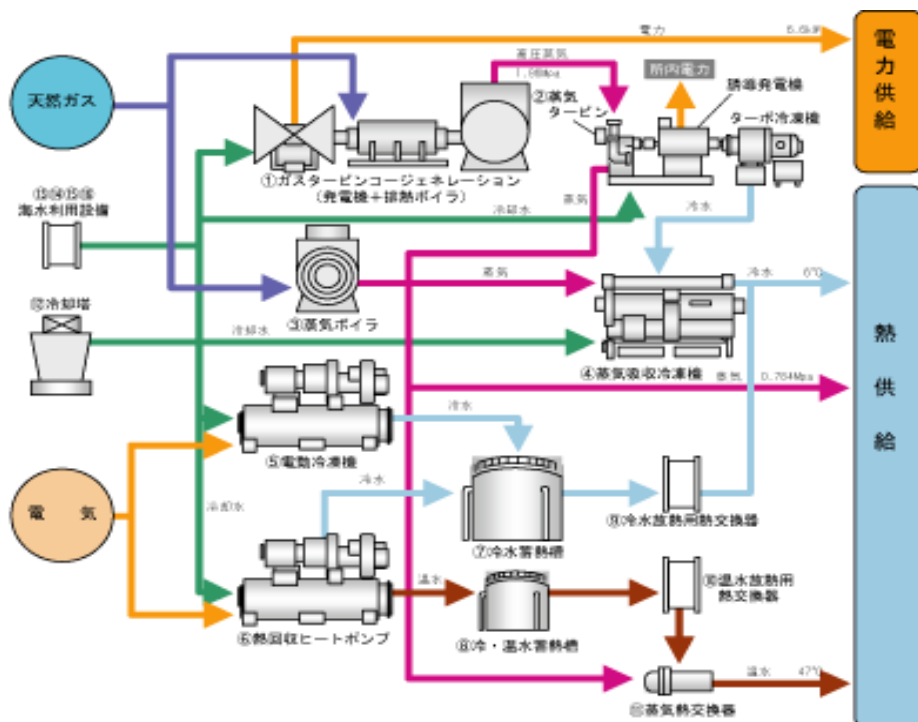 電力 6.6kW
電力供給
天然ガス
高圧蒸気
1.98Mpa
所内電力
誘導発電機
②蒸気
タービン
ターボ冷凍機
①ガスタービンコージェネレーション
(発電機+排熱ボイラ)
蒸気
冷却水
冷水
⑬⑭⑮⑯
海水利用設備
蒸気
冷水 6℃
⑫冷却塔
③蒸気ボイラ
冷却水
④蒸気吸収冷凍機
蒸気 0.784Mpa
熱供給
冷水
⑤電動冷凍機
冷水
電気
冷却水
⑦冷水蓄熱槽
⑨冷水放熱用熱交換器
温水
⑩温水放熱用
熱交換器
⑥熱回収ヒートポンプ
⑧冷・温水蓄熱槽
温水 47℃
⑪蒸気熱交換器